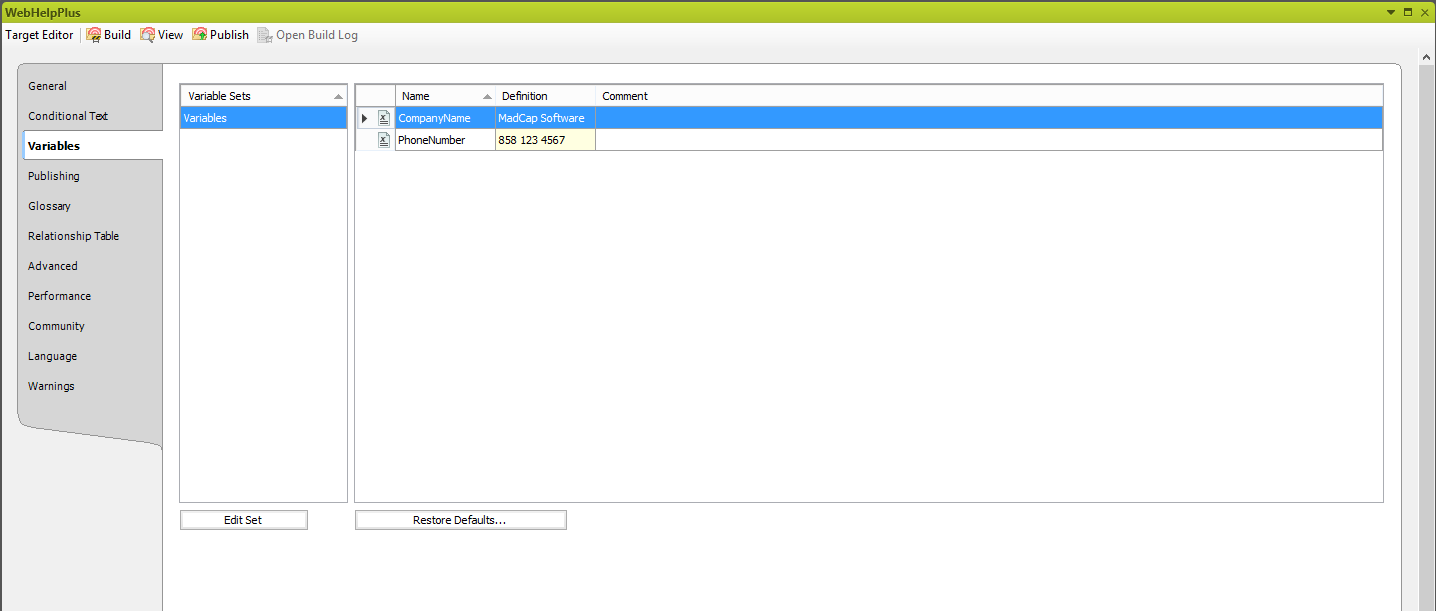 WebHelpPlus
Target Editor Build View Publish Open Build Log
General
Conditional Text
Variables
Publishing
Glossary
Relationship Table
Advanced
Performance
Community
Language
Warnings
Variable Sets
Variables
Name Definition Comment
CompanyName MadCap Software
PhoneNumber 858 123 4567
Edit Set
Restore Defaults...